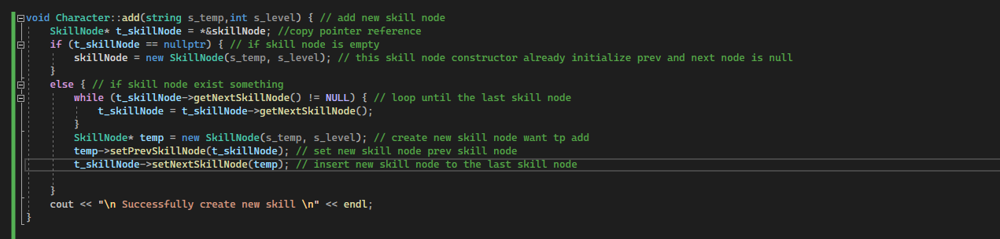 void Character::add(string s_temp,int s_level) { // add new skill node
    SkillNode* t_skillNode = *&skillNode; //copy pointer reference
    if (t_skillNode == nullptr) { // if skill node is empty
        skillNode = new SkillNode(s_temp, s_level); // this skill node constructor already initialize prev and next node is null
    }
    else { // if skill node exist something
        while (t_skillNode->getNextSkillNode() != NULL) { // loop until the last skill node
            t_skillNode = t_skillNode->getNextSkillNode();
        }
        SkillNode* temp = new SkillNode(s_temp, s_level); // create new skill node want tp add
        temp->setPrevSkillNode(t_skillNode); // set new skill node prev skill node
        t_skillNode->setNextSkillNode(temp); // insert new skill node to the last skill node
    }
    cout << "\n Successfully create new skill \n" << endl;
}